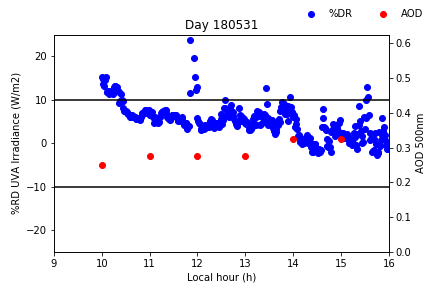 %DR AOD
Day 180531
%RD UVA Irradiance (W/m2)
20
10
0
−10
−20
0.6
0.5
0.4
0.3
0.2
0.1
0.0
AOD 500nm
9 10 11 12 13 14 15 16
Local hour (h)